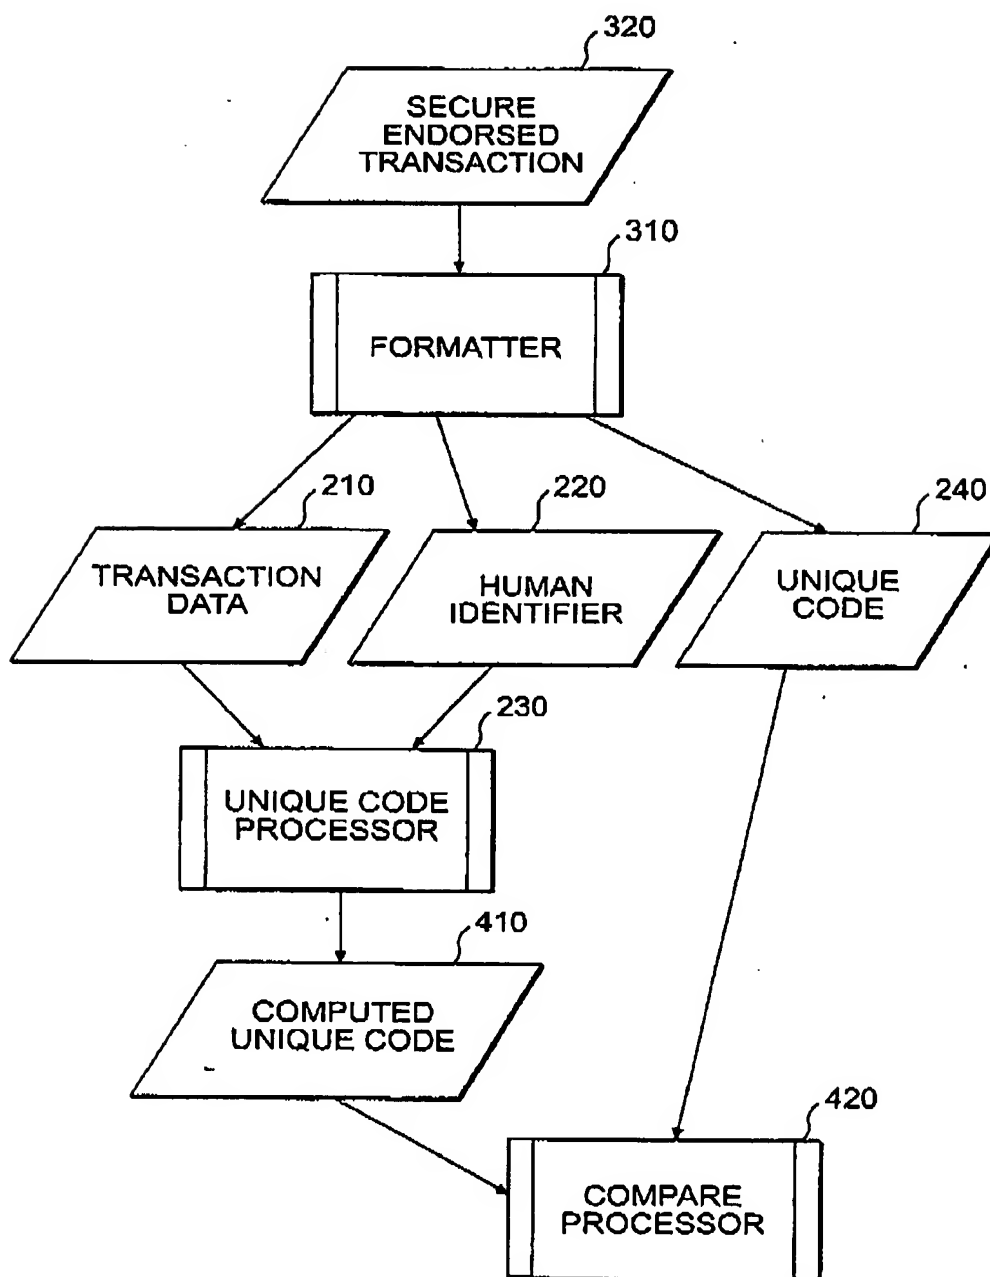 320
SECURE
ENDORSED
TRANSACTION
310
FORMATTER
210
220
240
TRANSACTION
DATA
HUMAN
IDENTIFIER
UNIQUE
CODE
230
UNIQUE CODE
PROCESSOR
410
COMPUTED
UNIQUE CODE
420
COMPARE
PROCESSOR